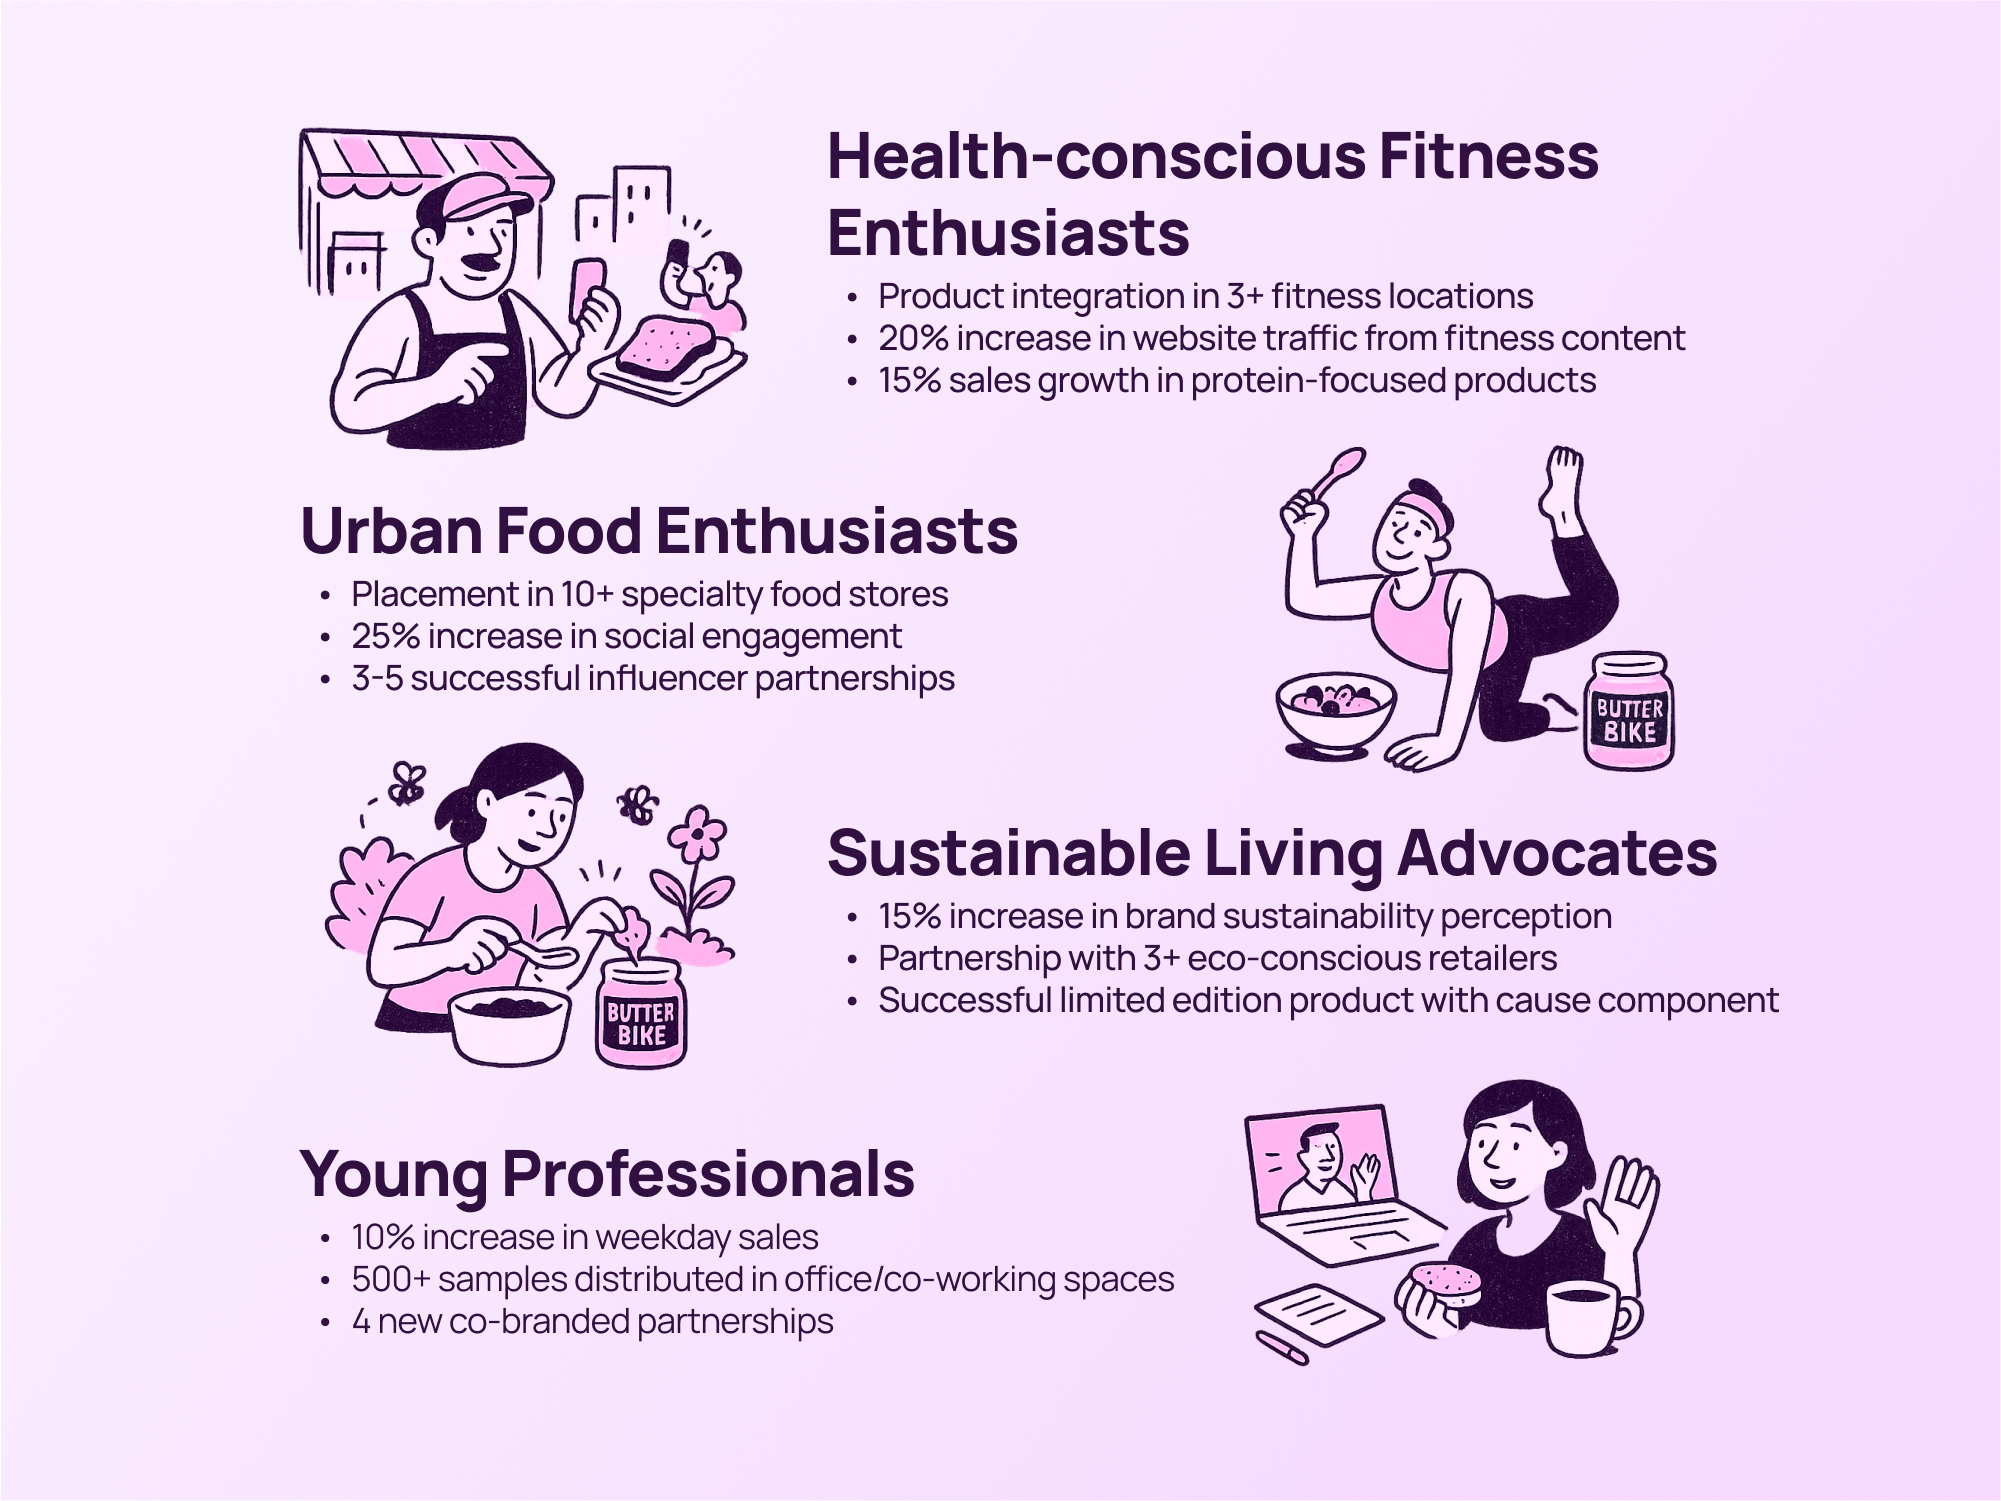 Health-conscious Fitness
Enthusiasts
• Product integration in 3+ fitness locations
• 20% increase in website traffic from fitness content
• 15% sales growth in protein-focused products
Urban Food Enthusiasts
• Placement in 10+ specialty food stores
• 25% increase in social engagement
• 3-5 successful influencer partnerships
BUTTER
BIKE
Sustainable Living Advocates
• 15% increase in brand sustainability perception
• Partnership with 3+ eco-conscious retailers
• Successful limited edition product with cause component
BUTTER
BIKE
Young Professionals
• 10% increase in weekday sales
• 500+ samples distributed in office/co-working spaces
• 4 new co-branded partnerships